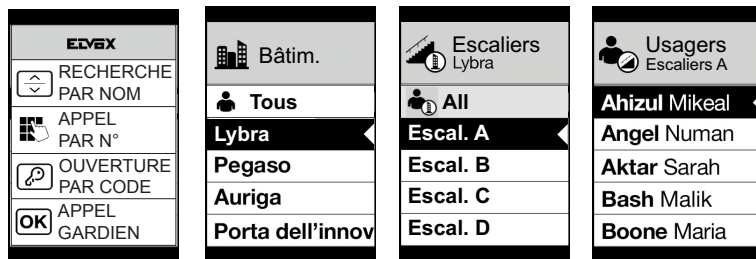 ELVOX
RECHERCHE
PAR NOM
APPEL
PAR N°
OUVERTURE
PAR CODE
OK APPEL
GARDIEN
Bâtim.
Tous
Lybra
Pegaso
Auriga
Porta dell'innov
Escaliers
Lybra
All
Escal. A
Escal. B
Escal. C
Escal. D
Usagers
Escaliers A
Ahizul Mikeal
Angel Numan
Aktar Sarah
Bash Malik
Boone Maria